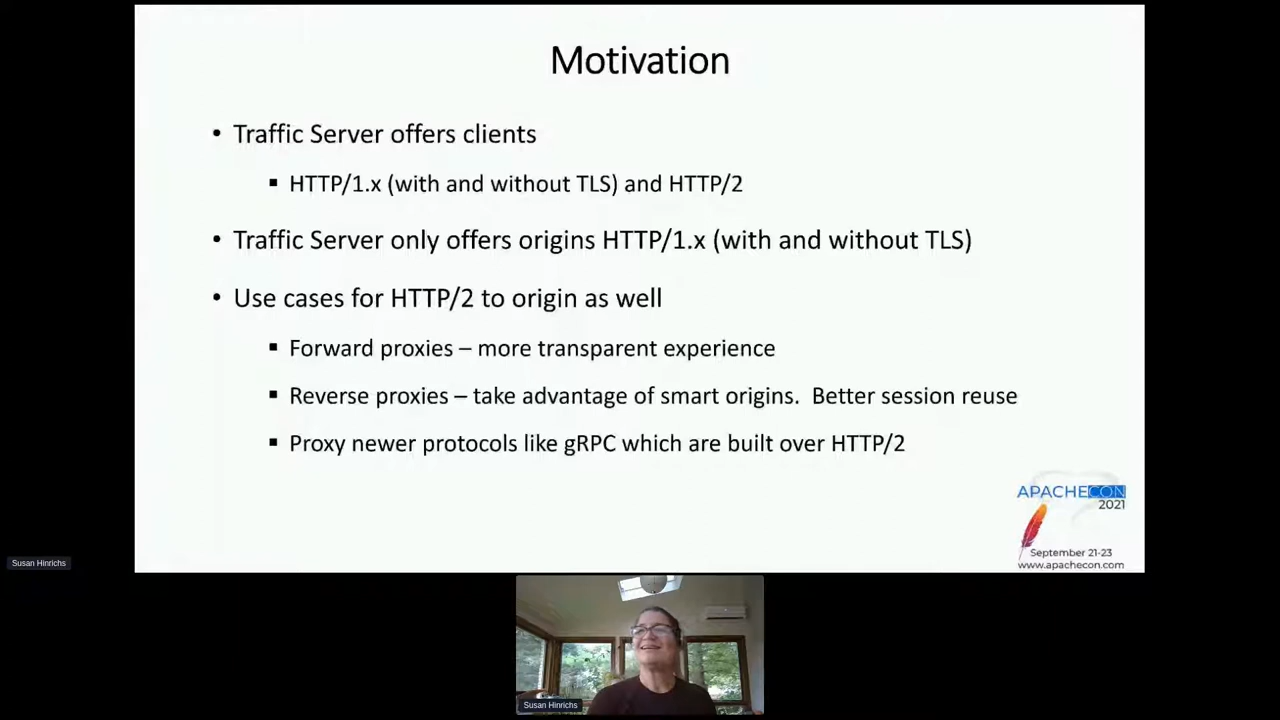 Motivation
• Traffic Server offers clients
▪ HTTP/1.x (with and without TLS) and HTTP/2
• Traffic Server only offers origins HTTP/1.x (with and without TLS)
• Use cases for HTTP/2 to origin as well
▪ Forward proxies – more transparent experience
▪ Reverse proxies – take advantage of smart origins.  Better session reuse
▪ Proxy newer protocols like gRPC which are built over HTTP/2
APACHECON
2021
September 21-23
www.apachecon.com
Susan Hinrichs
Susan Hinrichs